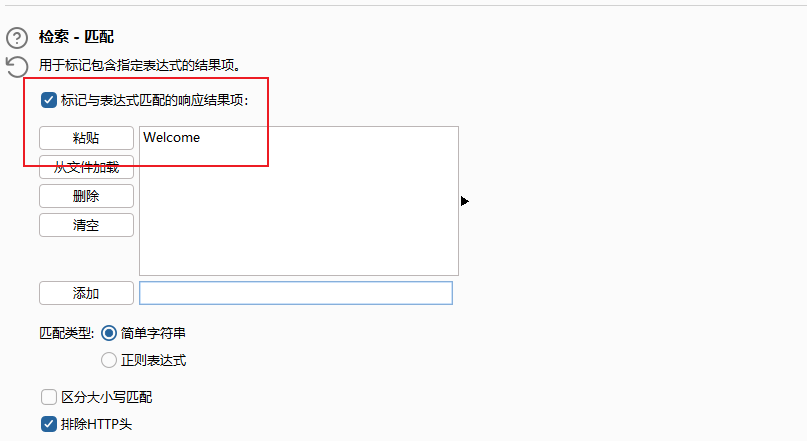 检索 - 匹配
用于标记包含指定表达式的结果项。
标记与表达式匹配的响应结果项:
粘贴
Welcome
从文件加载
删除
清空
添加
匹配类型: 简单字符串
正则表达式
区分大小写匹配
排除HTTP头